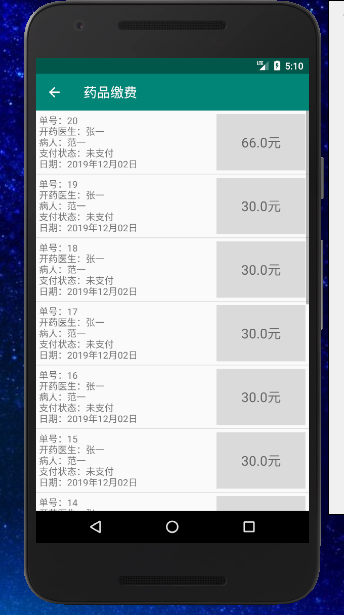 LTE 5:10
药品缴费
单号：20
开药医生：张一
病人：范一
支付状态：未支付
日期：2019年12月02日
66.0元
单号：19
开药医生：张一
病人：范一
支付状态：未支付
日期：2019年12月02日
30.0元
单号：18
开药医生：张一
病人：范一
支付状态：未支付
日期：2019年12月02日
30.0元
单号：17
开药医生：张一
病人：范一
支付状态：未支付
日期：2019年12月02日
30.0元
单号：16
开药医生：张一
病人：范一
支付状态：未支付
日期：2019年12月02日
30.0元
单号：15
开药医生：张一
病人：范一
支付状态：未支付
日期：2019年12月02日
30.0元
单号：14
开药医生：张一